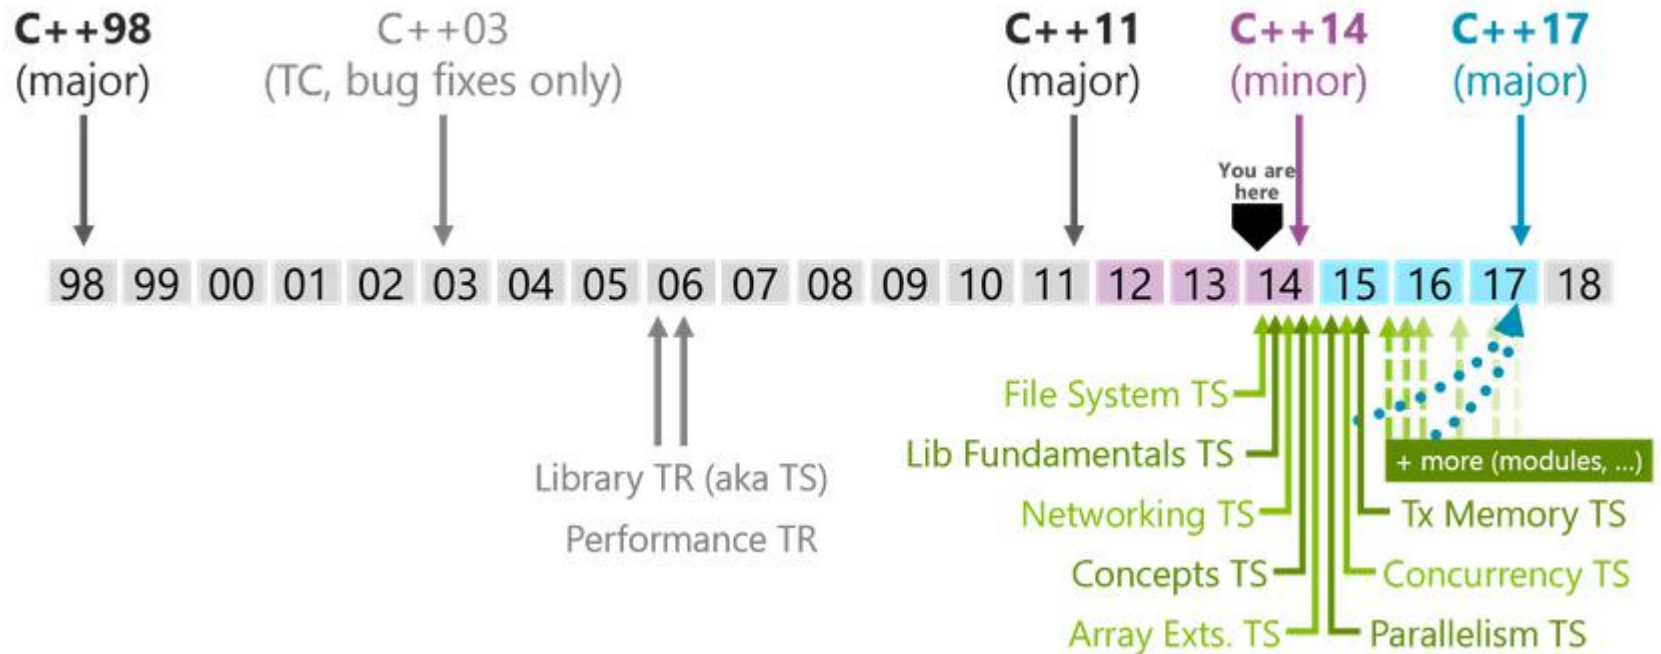 C++98
(major)
C++03
(TC, bug fixes only)
C++11
(major)
C++14
(minor)
C++17
(major)
You are
here
98 99 00 01 02 03 04 05 06 07 08 09 10 11 12 13 14 15 16 17 18
File System TS
Lib Fundamentals TS
+ more (modules, ...)
Library TR (aka TS)
Networking TS
Tx Memory TS
Performance TR
Concepts TS
Concurrency TS
Array Exts. TS
Parallelism TS